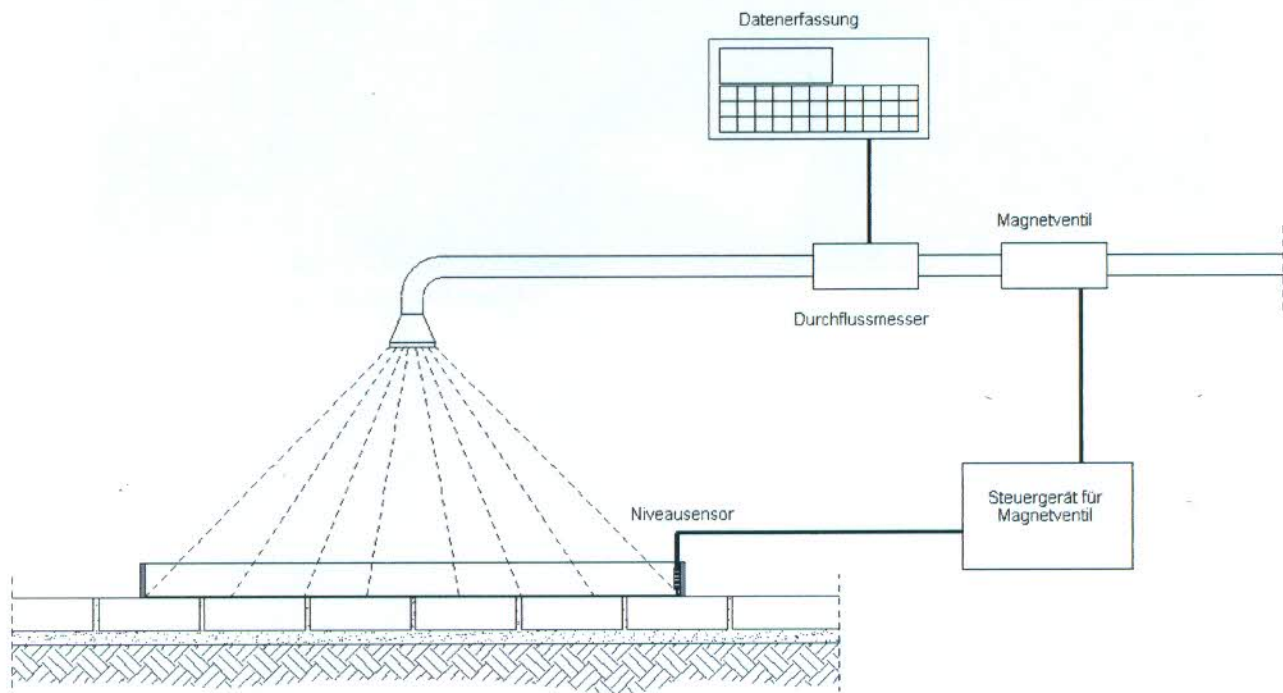 Datenerfassung
Magnetventil
Durchflussmesser
Niveausensor
Steuergerät für
Magnetventil